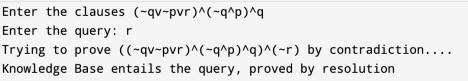 Enter the clauses (~qv~pvr)^(~q^p)^q
Enter the query: r
Trying to prove ((~qv~pvr)^(~q^p)^q)^(~r) by contradiction....
Knowledge Base entails the query, proved by resolution